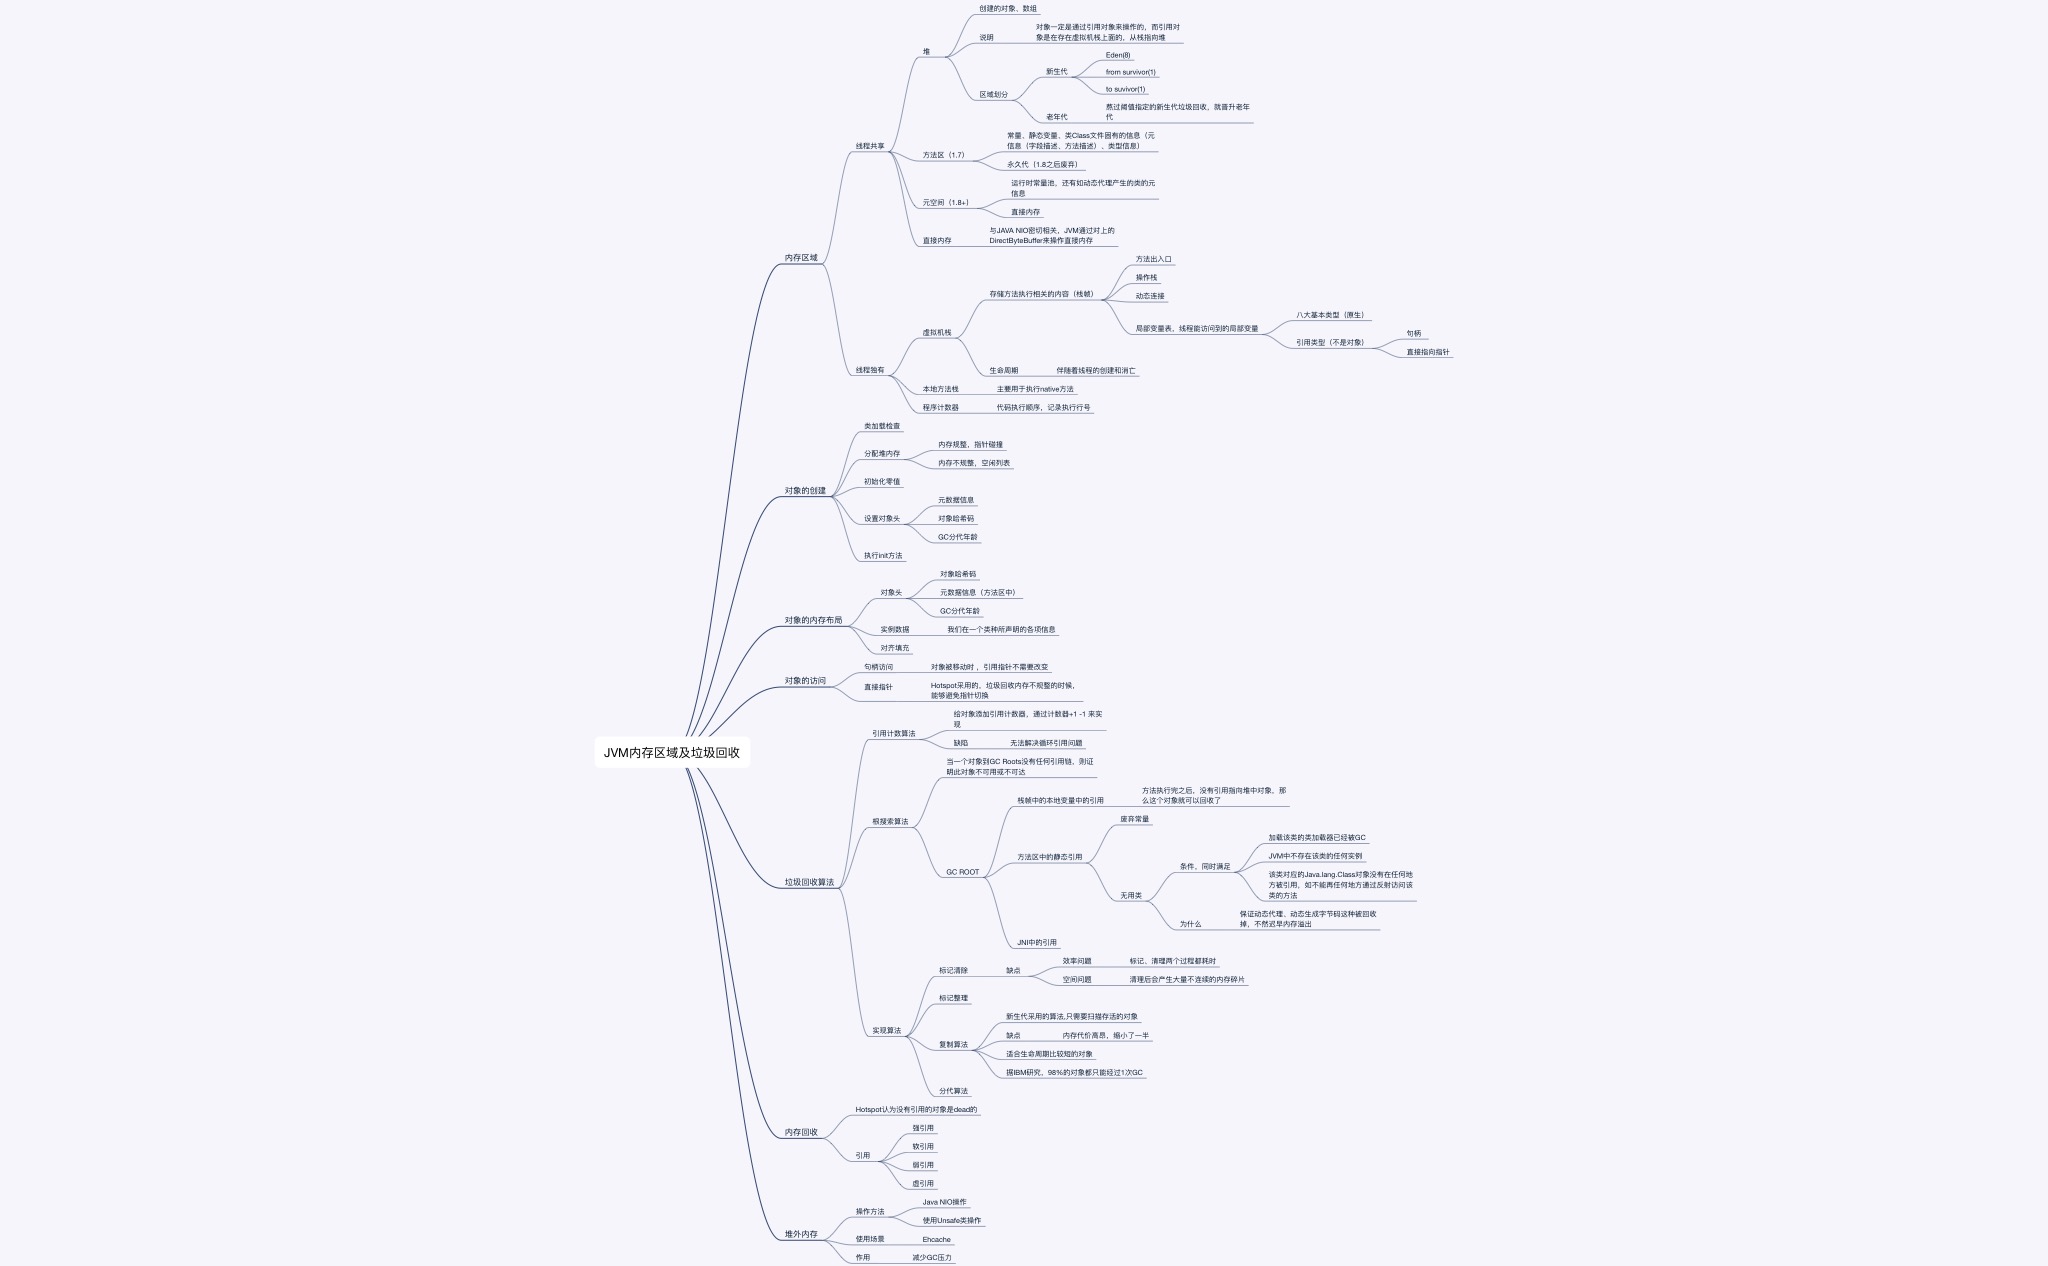 创建的对象、数组
对象一定是通过引用对象来操作的，而引用对
象是在存在虚拟机栈上面的，从栈指向堆
说明
堆
Eden(8)
新生代
from survivor(1)
to suvivor(1)
区域划分
熬过阈值指定的新生代垃圾回收，就晋升老年
代
老年代
线程共享
常量、静态变量、类Class文件固有的信息（元
信息（字段描述、方法描述）、类型信息）
方法区（1.7）
永久代（1.8之后废弃）
运行时常量池，还有如动态代理产生的类的元
信息
元空间（1.8+）
直接内存
与JAVA NIO密切相关，JVM通过对上的
DirectByteBuffer来操作直接内存
直接内存
内存区域
方法出入口
操作栈
存储方法执行相关的内容（栈帧）
动态连接
八大基本类型（原生）
局部变量表，线程能访问到的局部变量
句柄
引用类型（不是对象）
直接指向指针
虚拟机栈
生命周期
伴随着线程的创建和消亡
线程独有
本地方法栈
主要用于执行native方法
程序计数器
代码执行顺序，记录执行行号
类加载检查
内存规整，指针碰撞
分配堆内存
内存不规整，空闲列表
初始化零值
对象的创建
元数据信息
设置对象头
对象哈希码
GC分代年龄
执行init方法
对象哈希码
对象头
元数据信息（方法区中）
GC分代年龄
对象的内存布局
实例数据
我们在一个类种所声明的各项信息
对齐填充
句柄访问
对象被移动时 ，引用指针不需要改变
对象的访问
直接指针
Hotspot采用的，垃圾回收内存不规整的时候，
能够避免指针切换
给对象添加引用计数器，通过计数器+1 -1 来实
现
引用计数算法
缺陷
无法解决循环引用问题
JVM内存区域及垃圾回收
当一个对象到GC Roots没有任何引用链，则证
明此对象不可用或不可达
根搜索算法
方法执行完之后，没有引用指向堆中对象，那
么这个对象就可以回收了
栈帧中的本地变量中的引用
废弃常量
方法区中的静态引用
加载该类的类加载器已经被GC
JVM中不存在该类的任何实例
条件，同时满足
该类对应的Java.lang.Class对象没有在任何地
方被引用，如不能再任何地方通过反射访问该
类的方法
GC ROOT
无用类
保证动态代理、动态生成字节码这种被回收
掉，不然迟早内存溢出
为什么
JNI中的引用
垃圾回收算法
标记清除
缺点
效率问题
标记、清理两个过程都耗时
空间问题
清理后会产生大量不连续的内存碎片
标记整理
实现算法
新生代采用的算法,只需要扫描存活的对象
缺点
内存代价高昂，缩小了一半
复制算法
适合生命周期比较短的对象
据IBM研究，98%的对象都只能经过1次GC
分代算法
Hotspot认为没有引用的对象是dead的
内存回收
强引用
软引用
引用
弱引用
虚引用
Java NIO操作
操作方法
使用Unsafe类操作
堆外内存
使用场景
Ehcache
作用
减少GC压力